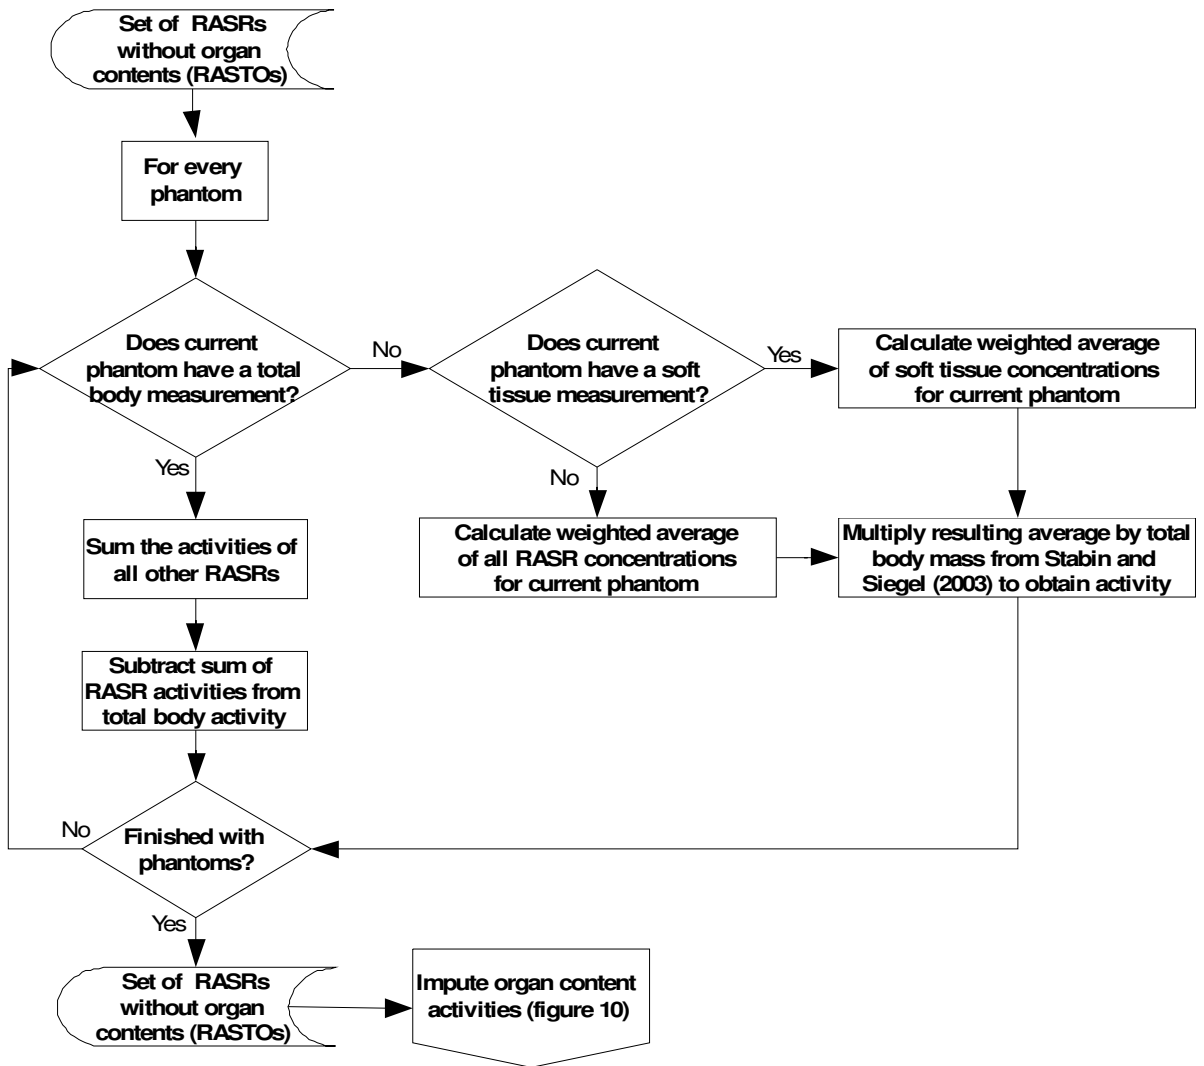 Set of RASRs
without organ
contents (RASTOs)
For every
phantom
Does current
phantom have a total
body measurement?
No
Does current
phantom have a soft
tissue measurement?
Yes
Calculate weighted average
of soft tissue concentrations
for current phantom
Yes
No
Sum the activities of
all other RASRs
Calculate weighted average
of all RASR concentrations
for current phantom
Multiply resulting average by total
body mass from Stabin and
Siegel (2003) to obtain activity
Subtract sum of
RASR activities from
total body activity
No
Finished with
phantoms?
Yes
Set of RASRs
without organ
contents (RASTOs)
Impute organ content
activities (figure 10)